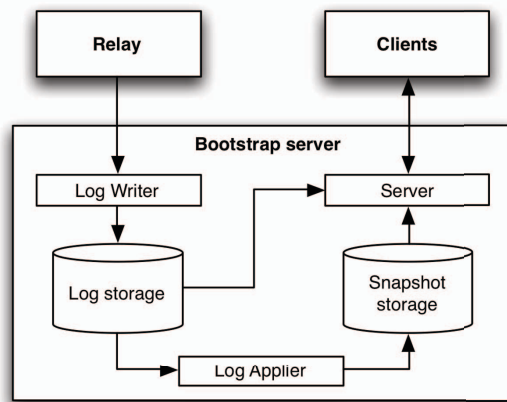 Relay
Clients
Bootstrap server
Log Writer
Server
Log storage
Snapshot
storage
Log Applier